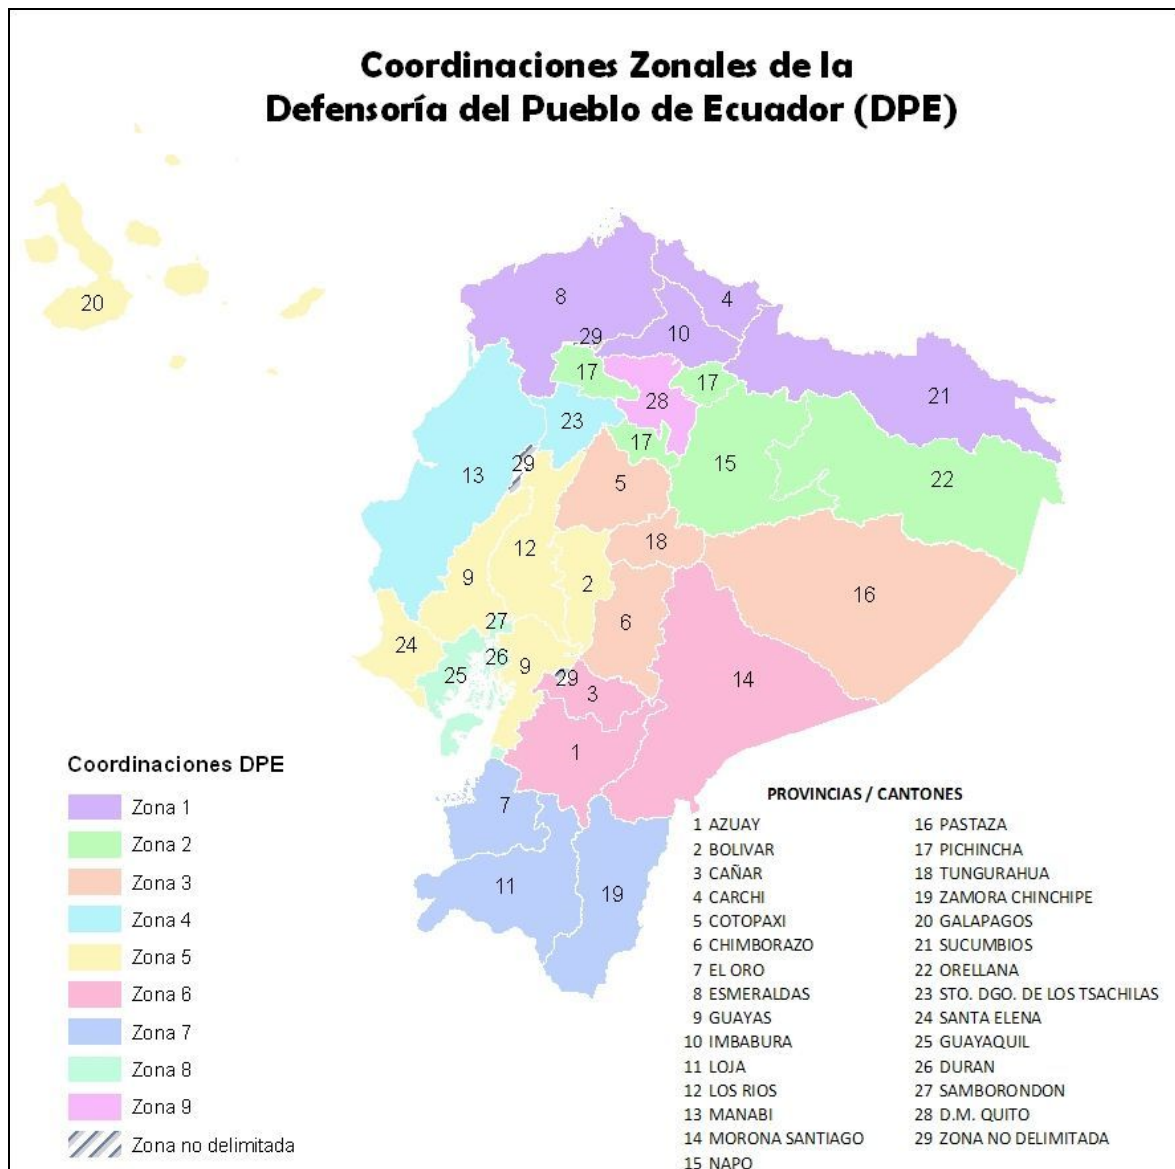 Coordinaciones Zonales de la
Defensoría del Pueblo de Ecuador (DPE)
20
8
4
29
10
17
17
21
28
23
17
29
15
13
22
5
12
18
9
2
16
27
6
24
26
9
25
29
14
3
1
7
11
19
Coordinaciones DPE
Zona 1
Zona 2
Zona 3
Zona 4
Zona 5
Zona 6
Zona 7
Zona 8
Zona 9
Zona no delimitada
PROVINCIAS / CANTONES
1 AZUAY
2 BOLIVAR
3 CAÑAR
4 CARCHI
5 COTOPAXI
6 CHIMBORAZO
7 EL ORO
8 ESMERALDAS
9 GUAYAS
10 IMBABURA
11 LOJA
12 LOS RIOS
13 MANABI
14 MORONA SANTIAGO
15 NAPO
16 PASTAZA
17 PICHINCHA
18 TUNGURAHUA
19 ZAMORA CHINCHIPE
20 GALAPAGOS
21 SUCUMBIOS
22 ORELLANA
23 STO. DGO. DE LOS TSACHILAS
24 SANTA ELENA
25 GUAYAQUIL
26 DURAN
27 SAMBORONDON
28 D.M. QUITO
29 ZONA NO DELIMITADA